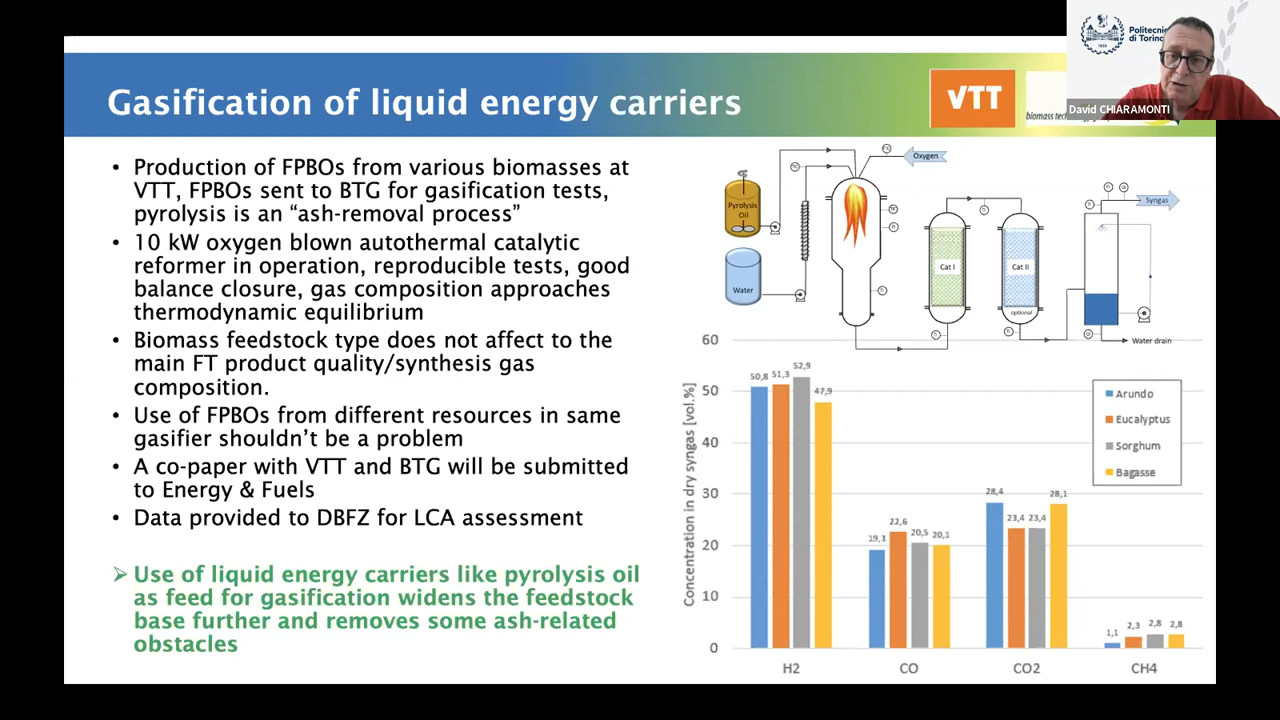 Politecnico
di Torino
David CHIARAMONTI
Gasification of liquid energy carriers
VTT
• Production of FPBOs from various biomasses at
VTT, FPBOs sent to BTG for gasification tests,
pyrolysis is an “ash-removal process”
• 10 kW oxygen blown autothermal catalytic
reformer in operation, reproducible tests, good
balance closure, gas composition approaches
thermodynamic equilibrium
• Biomass feedstock type does not affect to the
main FT product quality/synthesis gas
composition.
• Use of FPBOs from different resources in same
gasifier shouldn’t be a problem
• A co-paper with VTT and BTG will be submitted
to Energy & Fuels
• Data provided to DBFZ for LCA assessment
➢ Use of liquid energy carriers like pyrolysis oil
as feed for gasification widens the feedstock
base further and removes some ash-related
obstacles
Oxygen
Pyrolysis
Oil
Water
Cat I
Cat II
optional
Syngas
Water drain
Concentration in dry syngas [vol.%]
60
50
40
30
20
10
0
50,8 51,3 52,9 47,9
19,3 22,6 20,5 20,1
28,4 23,4 23,4 28,1
1,1 2,3 2,8 2,8
H2 CO CO2 CH4
Arundo
Eucalyptus
Sorghum
Bagasse